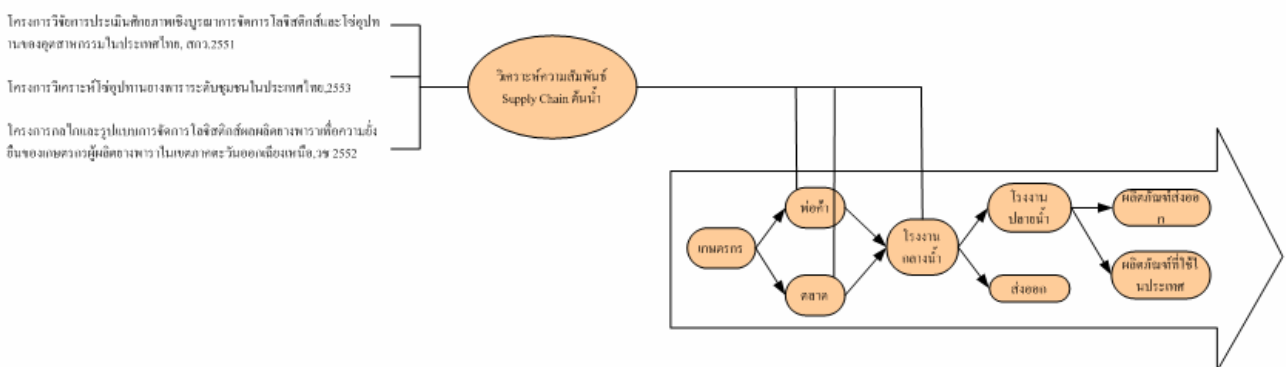 โครงการวิจัยการประเมินศักยภาพเชิงบูรณาการจัดการโลจิสติกส์และโซ่อุปท
านของอุตสาหกรรมในประเทศไทย, สกว.2551
โครงการวิเคราะห์โซ่อุปทานยางพาราระดับชุมชนในประเทศไทย,2553
โครงการกลไกและรูปแบบการจัดการโลจิสติกส์ผลผลิตยางพาราเพื่อความยั่ง
ยืนของเกษตรกรผู้ผลิตยางพาราในเขตภาคตะวันออกเฉียงเหนือ,วช 2552
วิเคราะห์ความสัมพันธ์
Supply Chain ต้นน้ำ
เกษตรกร
พ่อค้า
ตลาด
โรงงาน
กลางน้ำ
โรงงาน
ปลายน้ำ
ส่งออก
ผลิตภัณฑ์ส่งออ
ก
ผลิตภัณฑ์ที่ใช้ใ
นประเทศ